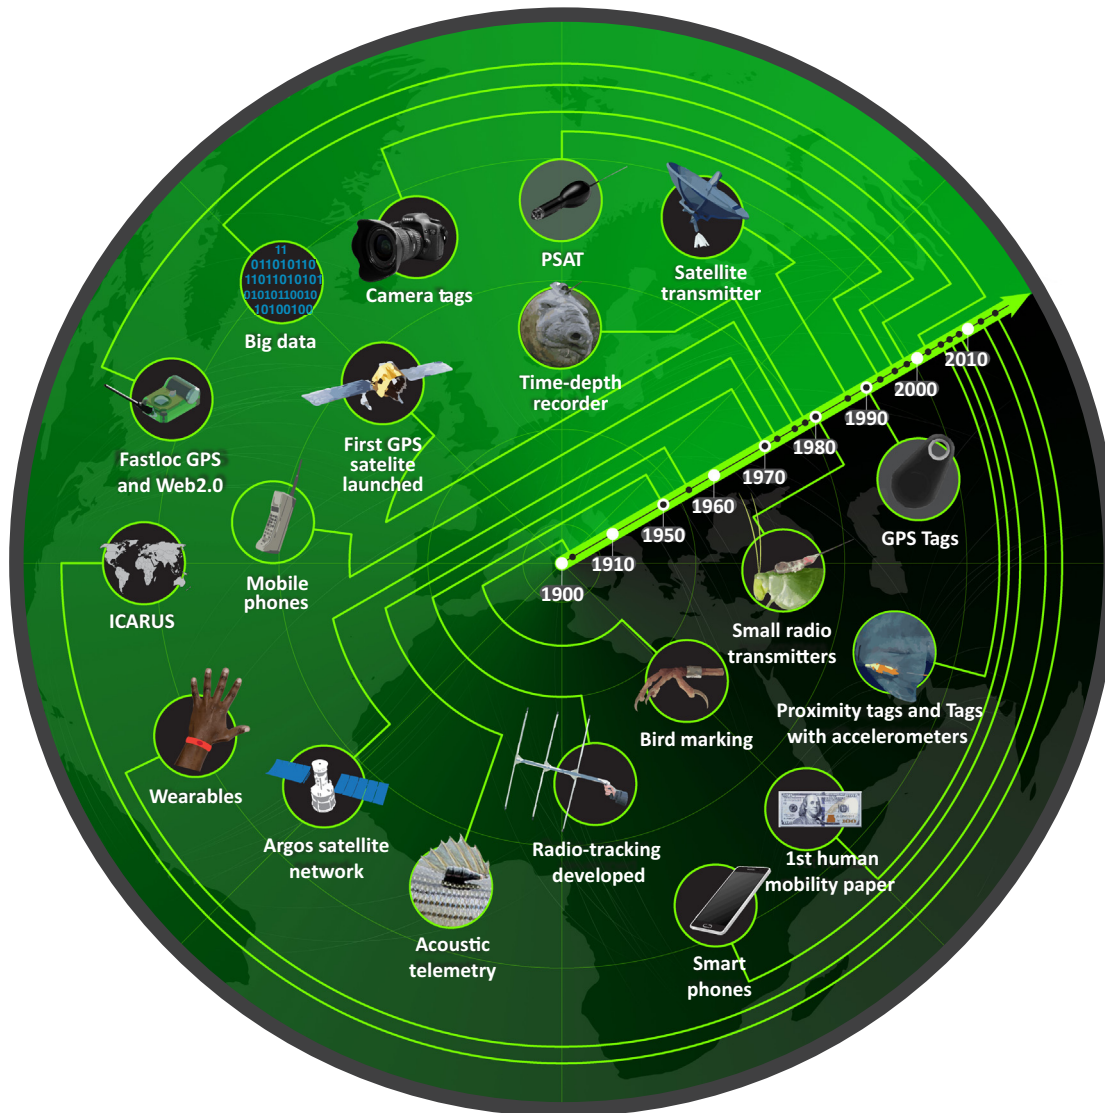 PSAT
Satellite
transmitter
Camera tags
11
011010110
11011010101
01010110010
10100100
Big data
Time-depth
recorder
First GPS
satelite
launched
Fastloc GPS
and Web2.0
Mobile
phones
ICARUS
2010
2000
1990
1980
1970
1960
1950
1910
1900
GPS Tags
Small radio
transmitters
Proximity tags and Tags
with accelerometers
Bird marking
Wearables
Argos satellite
network
Radio-tracking
developed
1st human
mobility paper
Acoustic
telemetry
Smart
phones